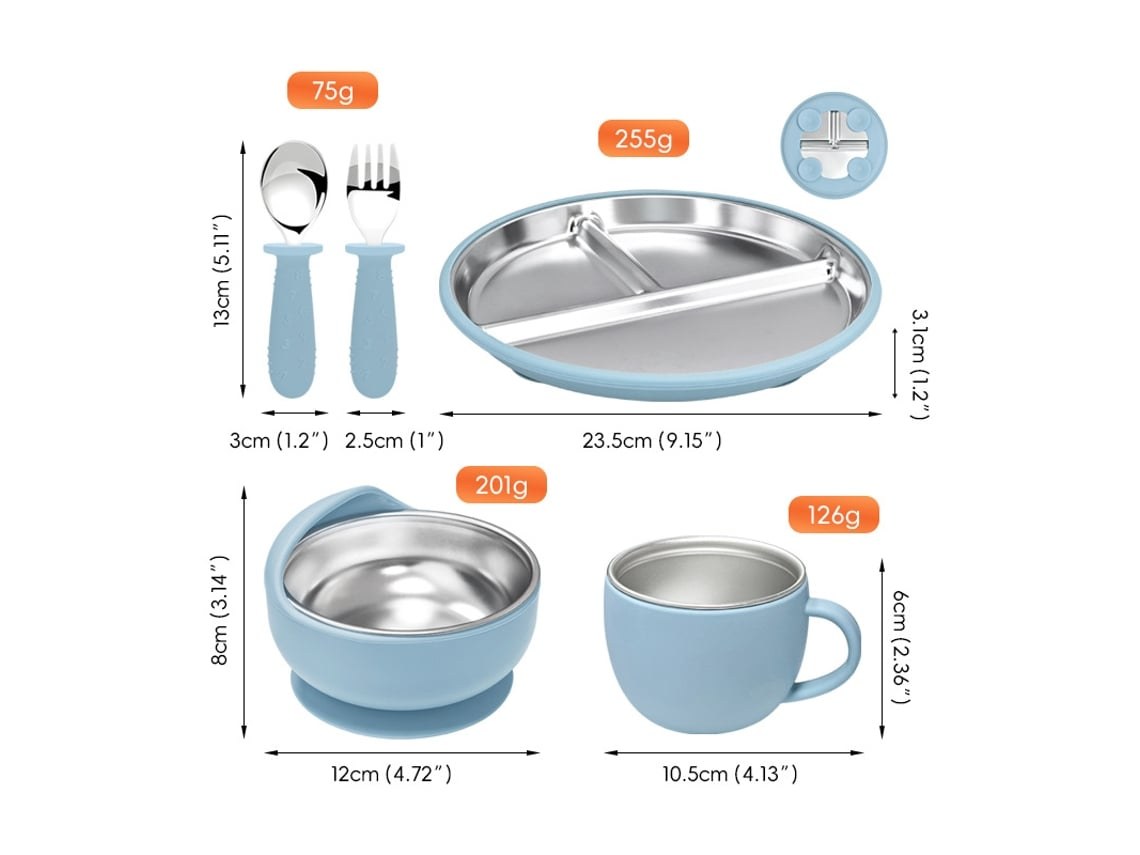 75g
255g
13cm (5.11”)
3.1cm (1.2”)
3cm (1.2”)
2.5cm (1”)
23.5cm (9.15”)
201g
126g
8cm (3.14”)
6cm (2.36”)
12cm (4.72”)
10.5cm (4.13”)